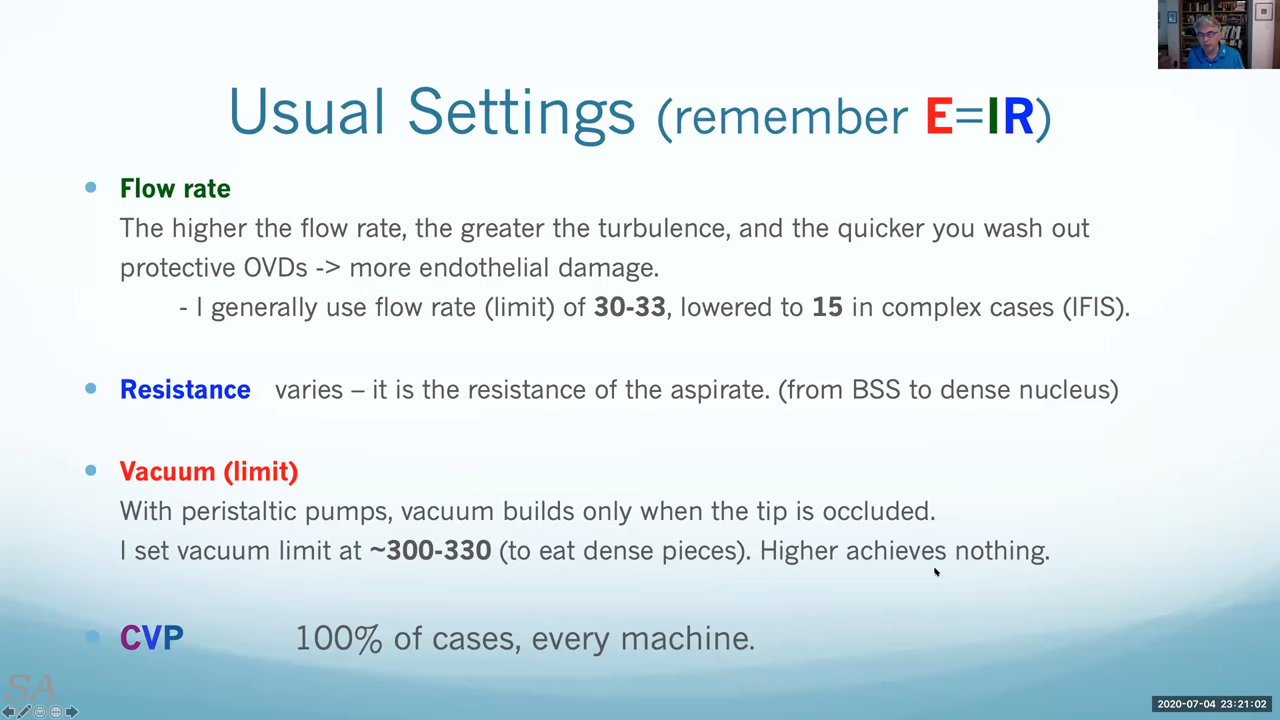 Usual Settings (remember E=IR)
• Flow rate
The higher the flow rate, the greater the turbulence, and the quicker you wash out
protective OVDs -> more endothelial damage.
- I generally use flow rate (limit) of 30-33, lowered to 15 in complex cases (IFIS).
• Resistance varies – it is the resistance of the aspirate. (from BSS to dense nucleus)
• Vacuum (limit)
With peristaltic pumps, vacuum builds only when the tip is occluded.
I set vacuum limit at ~300-330 (to eat dense pieces). Higher achieves nothing.
• CVP 100% of cases, every machine.
SA
2020-07-04 23:21:02